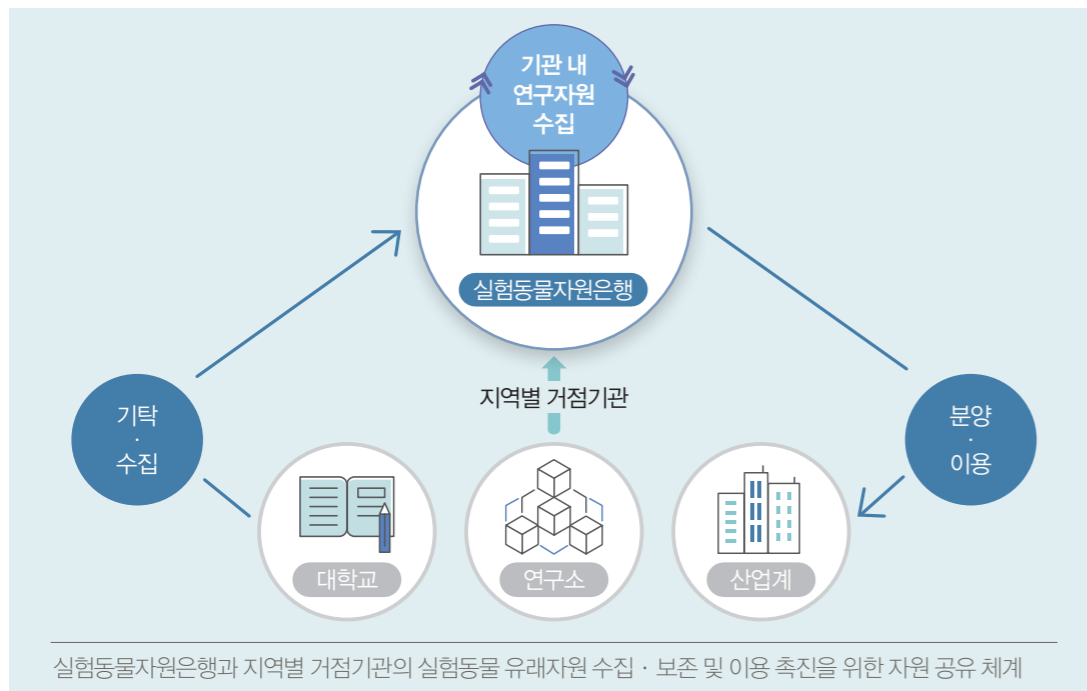 기관 내
연구자원
수집
실험동물자원은행
지역별 거점기관
기탁
·
수집
분양
·
이용
대학교
연구소
산업계
실험동물자원은행과 지역별 거점기관의 실험동물 유래자원 수집 · 보존 및 이용 촉진을 위한 자원 공유 체계